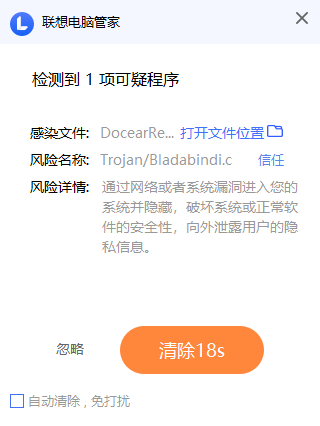 联想电脑管家
检测到 1 项可疑程序
感染文件: DocearRe... 打开文件位置
风险名称: Trojan/Bladabindi.c 信任
风险详情: 通过网络或者系统漏洞进入您的
系统并隐藏，破坏系统或正常软
件的安全性，向外泄露用户的隐
私信息。
忽略 清除18s
自动清除 , 免打扰